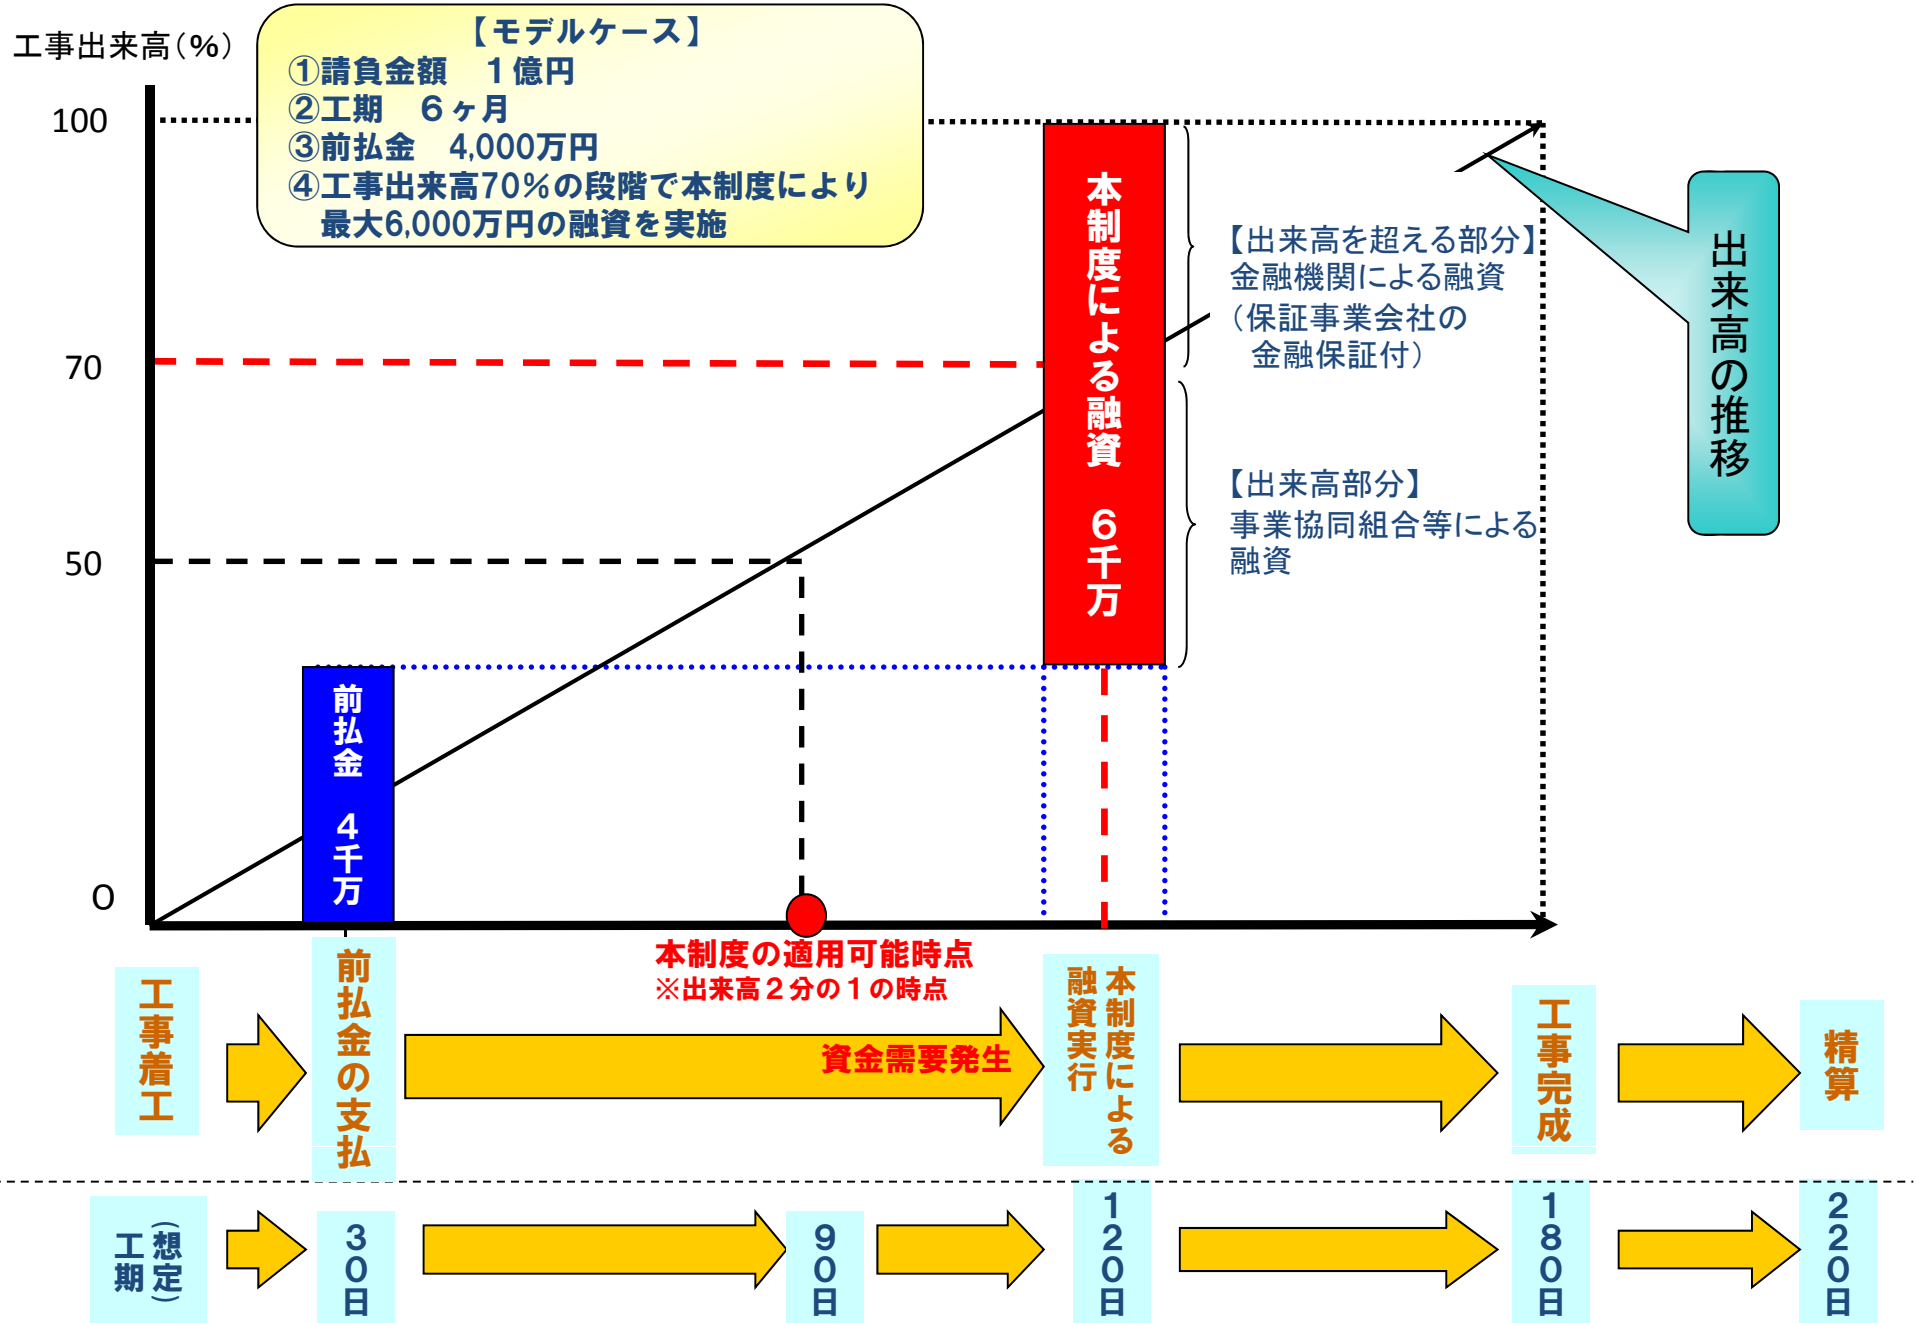 工事出来高(%)
【モデルケース】
①請負金額　１億円
②工期　６ヶ月
③前払金　4,000万円
④工事出来高70%の段階で本制度により
最大6,000万円の融資を実施
100
70
50
0
前払金　４千万
本制度による融資　６千万
【出来高を超える部分】
金融機関による融資
（保証事業会社の
金融保証付）
【出来高部分】
事業協同組合等による
融資
出来高の推移
本制度の適用可能時点
※出来高２分の１の時点
工事着工
前払金の支払
資金需要発生
本制度による
融資実行
工事完成
精算
(想定)
工期
30日
90日
120日
180日
220日